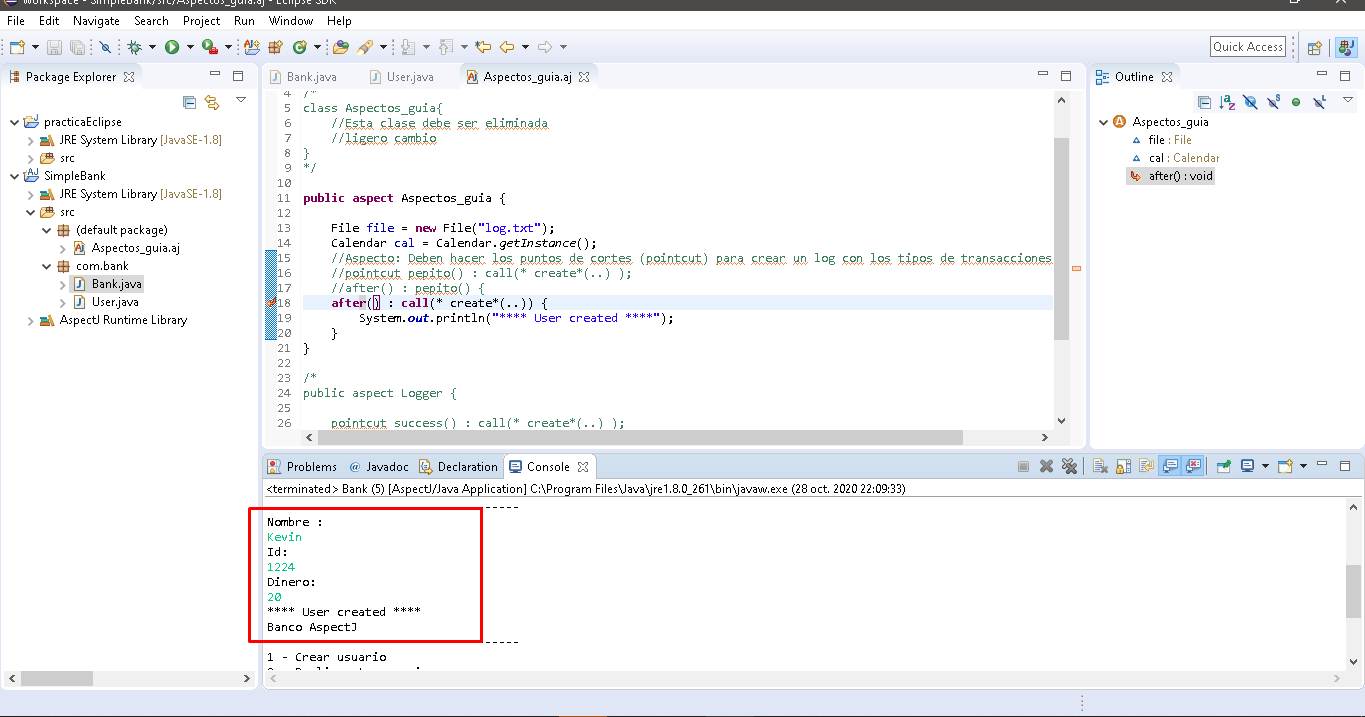 workspace - SimpleBank/src/Aspectos_guia.aj - Eclipse SDK
File Edit Navigate Search Project Run Window Help
Quick Access
Package Explorer
practicaEclipse
JRE System Library [JavaSE-1.8]
src
SimpleBank
JRE System Library [JavaSE-1.8]
src
(default package)
Aspectos_guia.aj
com.bank
Bank.java
User.java
AspectJ Runtime Library
Bank.java User.java Aspectos_guia.aj
4 /*
5 class Aspectos_guia{
6 //Esta clase debe ser eliminada
7 //ligero cambio
8 }
9 */
10
11 public aspect Aspectos_guia {
12
13 File file = new File("log.txt");
14 Calendar cal = Calendar.getInstance();
15 //Aspecto: Deben hacer los puntos de cortes (pointcut) para crear un log con los tipos de transacciones
16 //pointcut pepito() : call(* create*(..) );
17 //after() : pepito() {
18 after() : call(* create*(..)) {
19 System.out.println("**** User created ****");
20 }
21 }
22
23 /*
24 public aspect Logger {
25
26 pointcut success() : call(* create*(..) );
Outline
Aspectos_guia
file : File
cal : Calendar
after() : void
Problems @ Javadoc Declaration Console
<terminated> Bank (5) [AspectJ/Java Application] C:\Program Files\Java\jre1.8.0_261\bin\javaw.exe (28 oct. 2020 22:09:33)
Nombre :
Kevin
Id:
1224
Dinero:
20
**** User created ****
Banco AspectJ
1 - Crear usuario